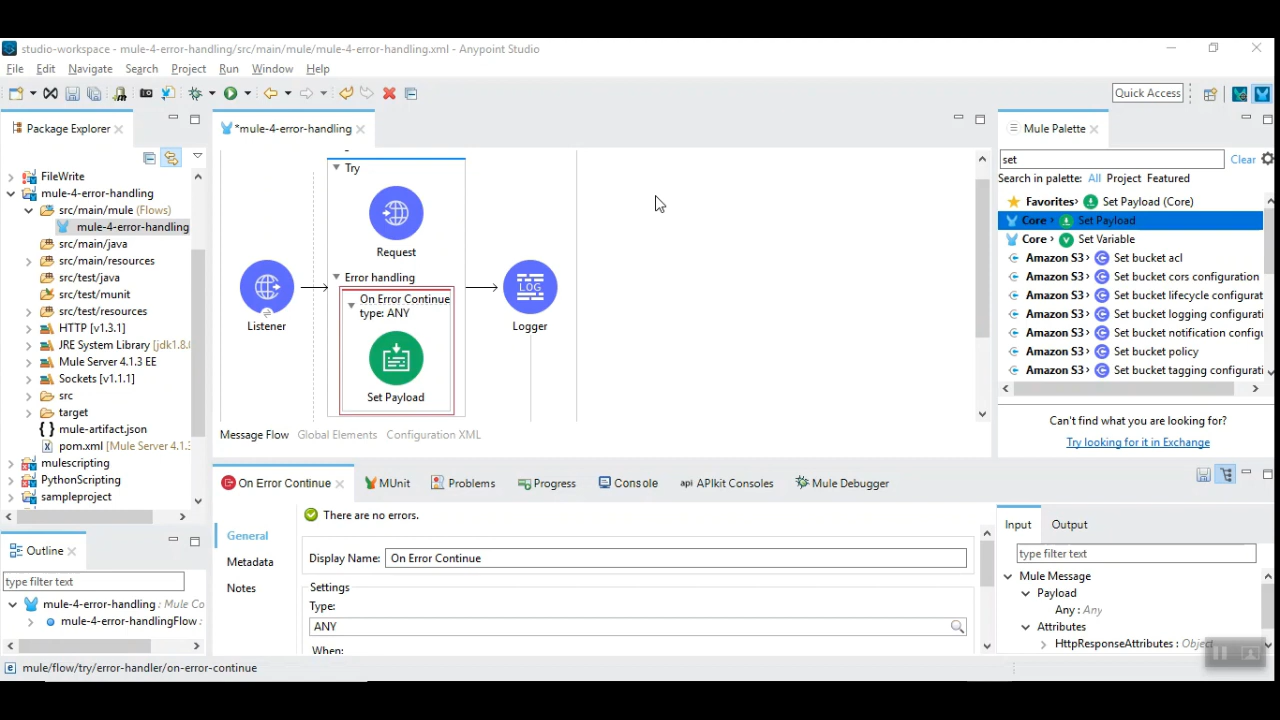 studio-workspace - mule-4-error-handling/src/main/mule/mule-4-error-handling.xml - Anypoint Studio
File Edit Navigate Search Project Run Window Help
Quick Access
Package Explorer
FileWrite
mule-4-error-handling
src/main/mule (Flows)
mule-4-error-handling
src/main/java
src/main/resources
src/test/java
src/test/munit
src/test/resources
HTTP [v1.3.1]
JRE System Library [jdk1.8.0
Mule Server 4.1.3 EE
Sockets [v1.1.1]
src
target
mule-artifact.json
pom.xml [Mule Server 4.1.3
mulescripting
PythonScripting
sampleproject
Outline
type filter text
mule-4-error-handling : Mule Co
mule-4-error-handlingFlow :
*mule-4-error-handling
Try
Request
Error handling
On Error Continue
type: ANY
Set Payload
Listener
LOG
Logger
Message Flow Global Elements Configuration XML
Mule Palette
set
Clear
Search in palette: All Project Featured
Favorites> Set Payload (Core)
Core > Set Payload
Core > Set Variable
Amazon S3 > Set bucket acl
Amazon S3 > Set bucket cors configuration
Amazon S3 > Set bucket lifecycle configurat
Amazon S3 > Set bucket logging configurati
Amazon S3 > Set bucket notification configu
Amazon S3 > Set bucket policy
Amazon S3 > Set bucket tagging configurat
Can't find what you are looking for?
Try looking for it in Exchange
On Error Continue MUnit Problems Progress Console api APIkit Consoles Mule Debugger
General
Metadata
Notes
There are no errors.
Display Name: On Error Continue
Settings
Type:
ANY
When:
Input Output
type filter text
Mule Message
Payload
Any : Any
Attributes
HttpResponseAttributes : Object
mule/flow/try/error-handler/on-error-continue